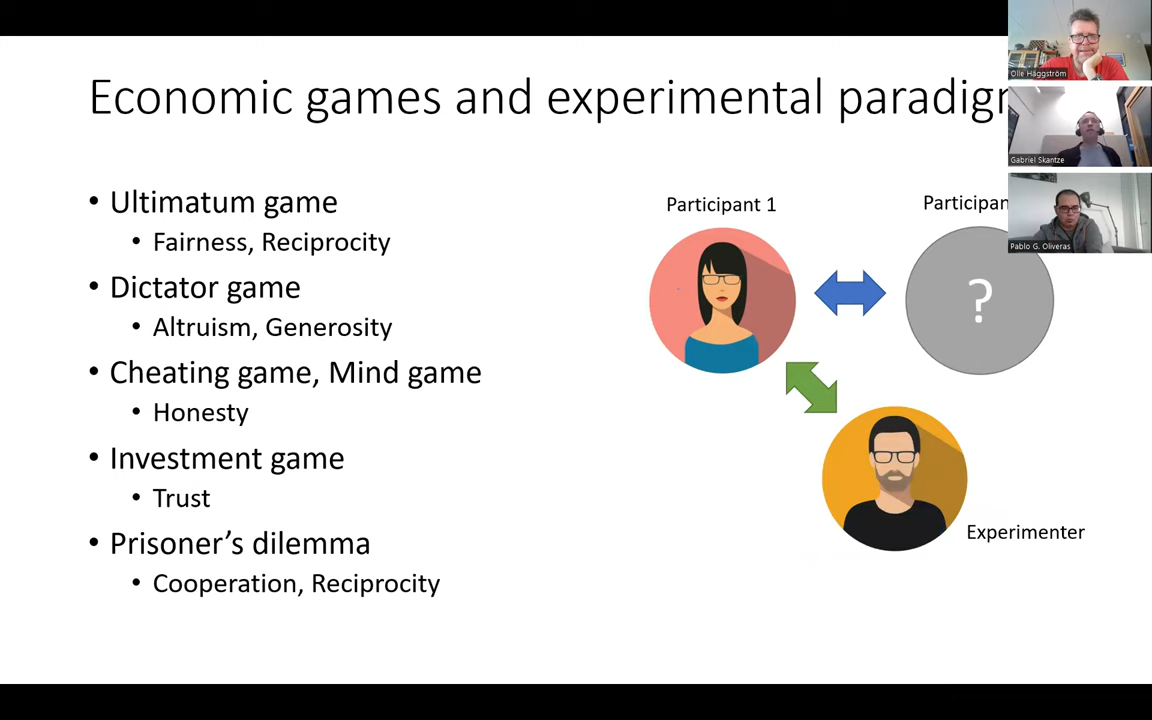 Economic games and experimental paradig
• Ultimatum game
• Fairness, Reciprocity
• Dictator game
• Altruism, Generosity
• Cheating game, Mind game
• Honesty
• Investment game
• Trust
• Prisoner’s dilemma
• Cooperation, Reciprocity
Participant 1
Participan
?
Experimenter
Olle Häggström
Gabriel Skantze
Pablo G. Oliveras